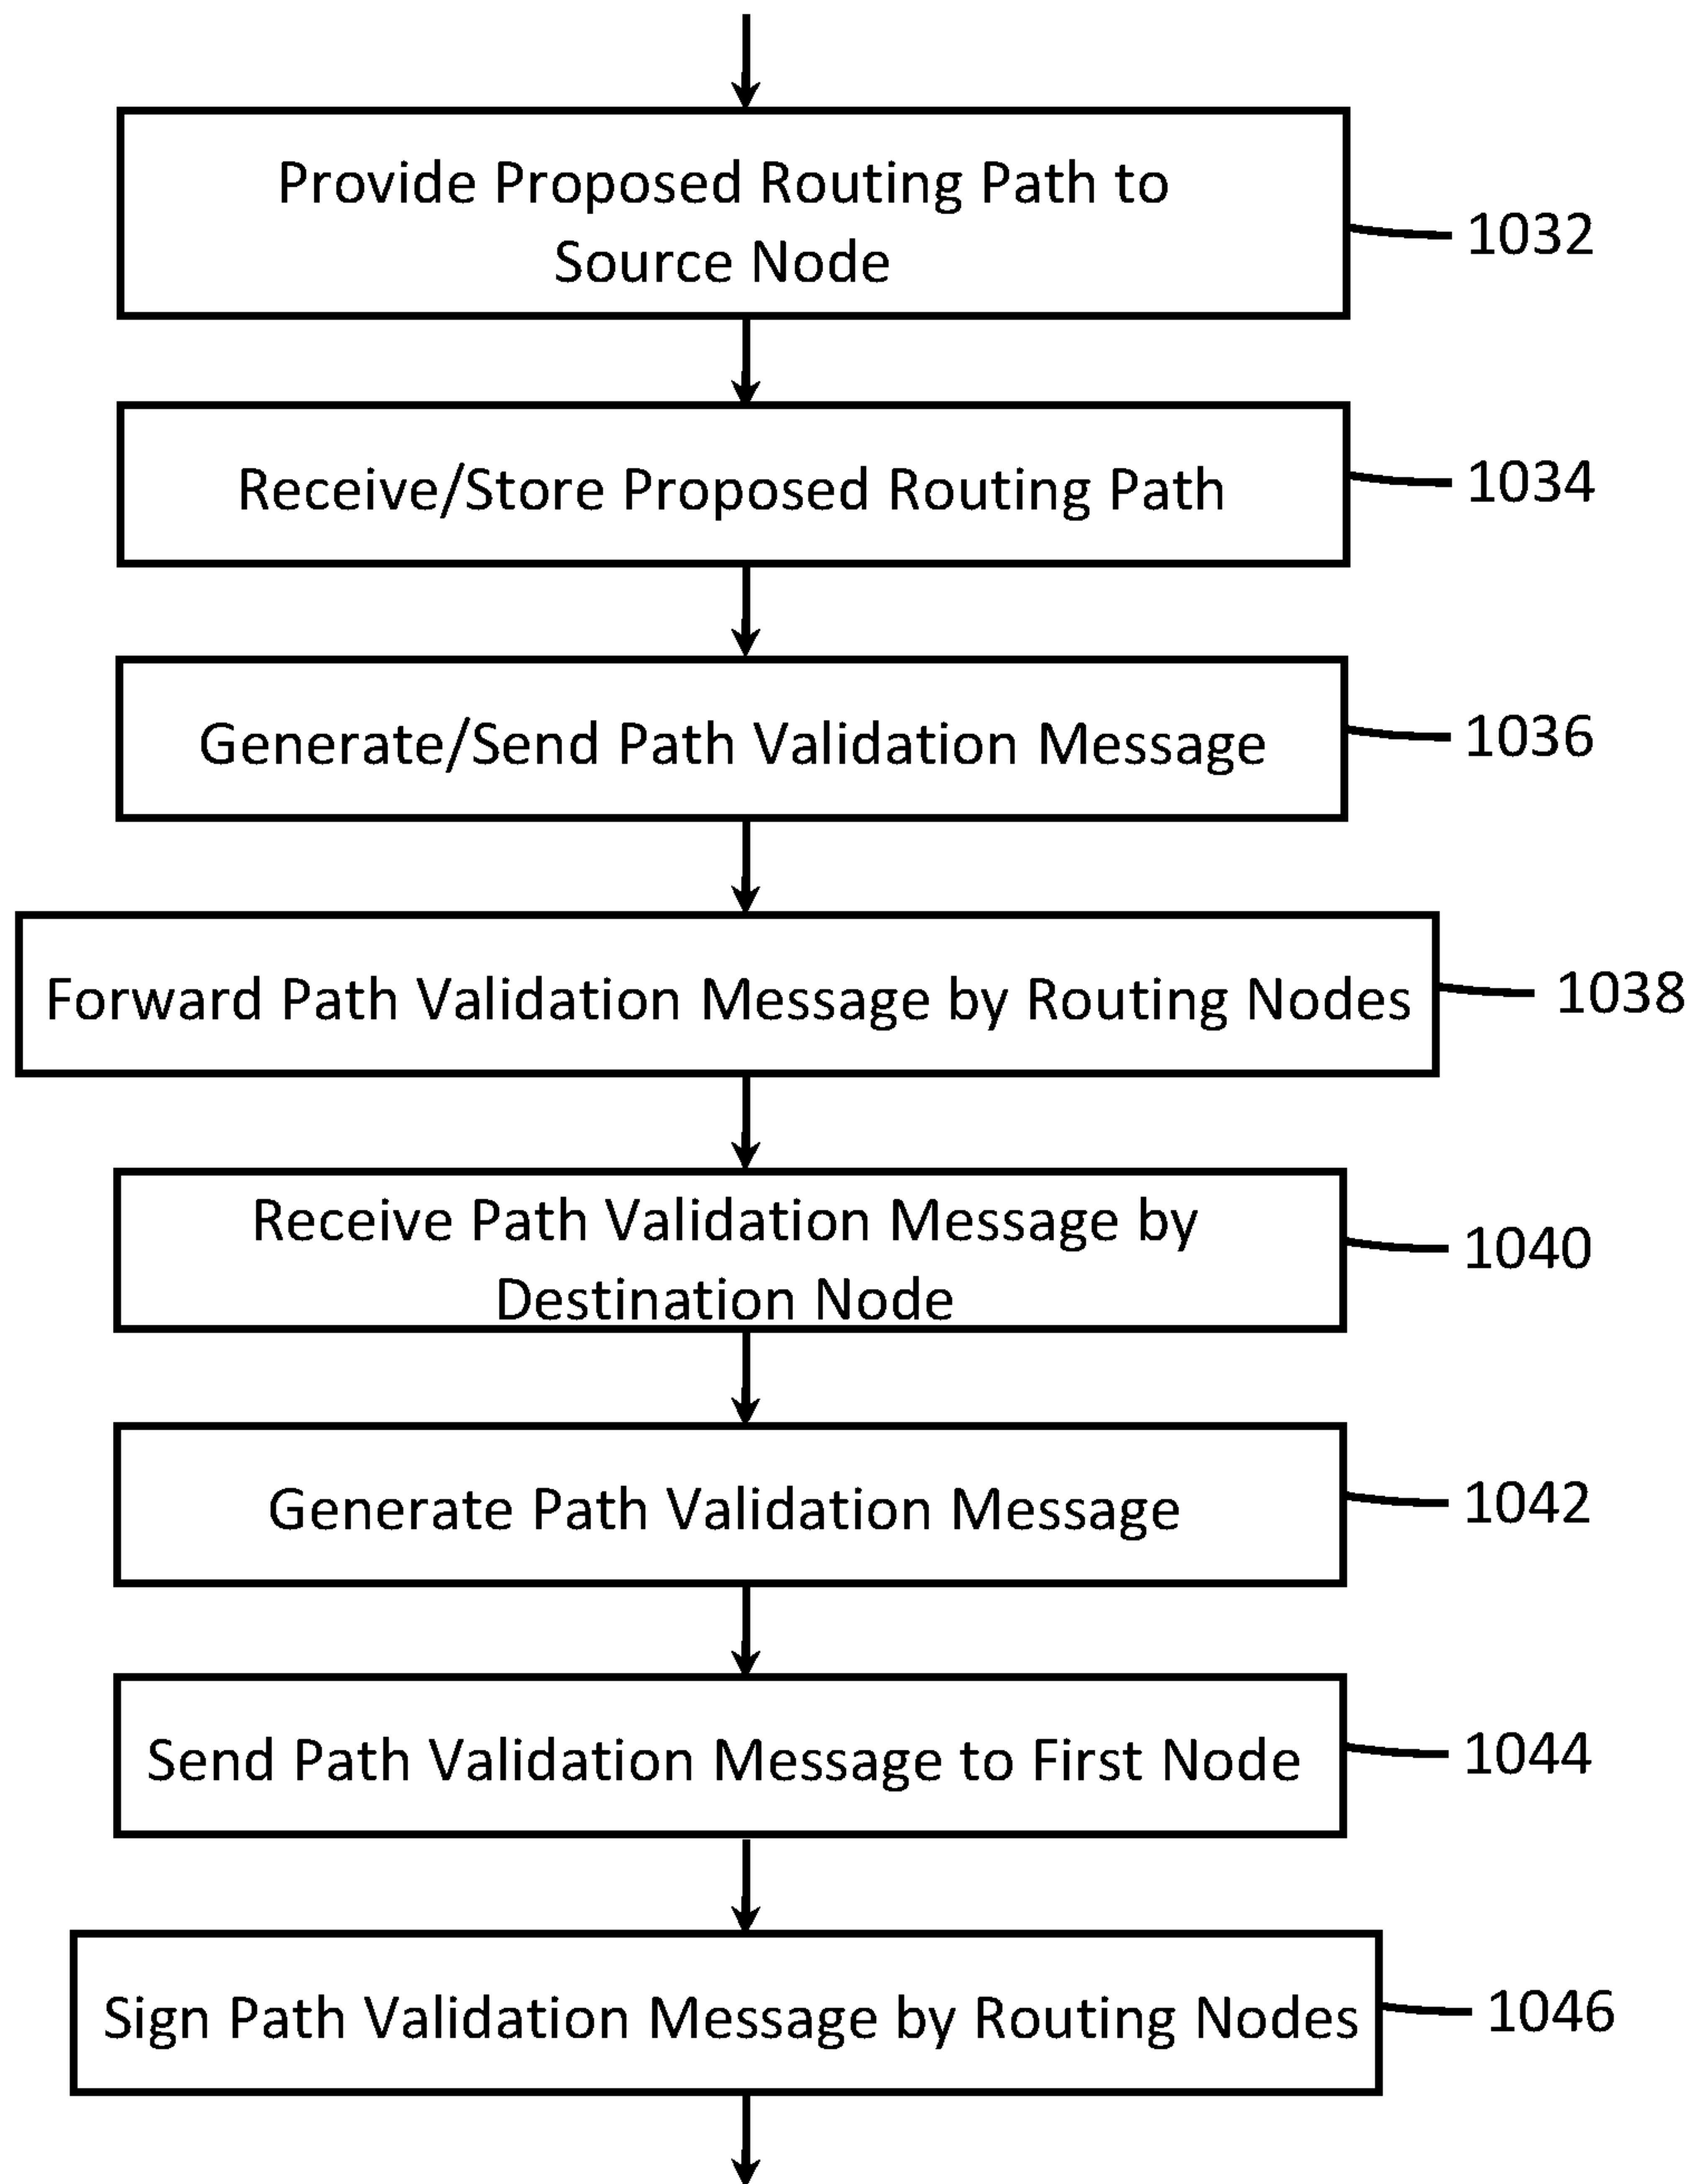 Provide Proposed Routing Path to
Source Node
1032
Receive/Store Proposed Routing Path
1034
Generate/Send Path Validation Message
1036
Forward Path Validation Message by Routing Nodes
1038
Receive Path Validation Message by
Destination Node
1040
Generate Path Validation Message
1042
Send Path Validation Message to First Node
1044
Sign Path Validation Message by Routing Nodes
1046